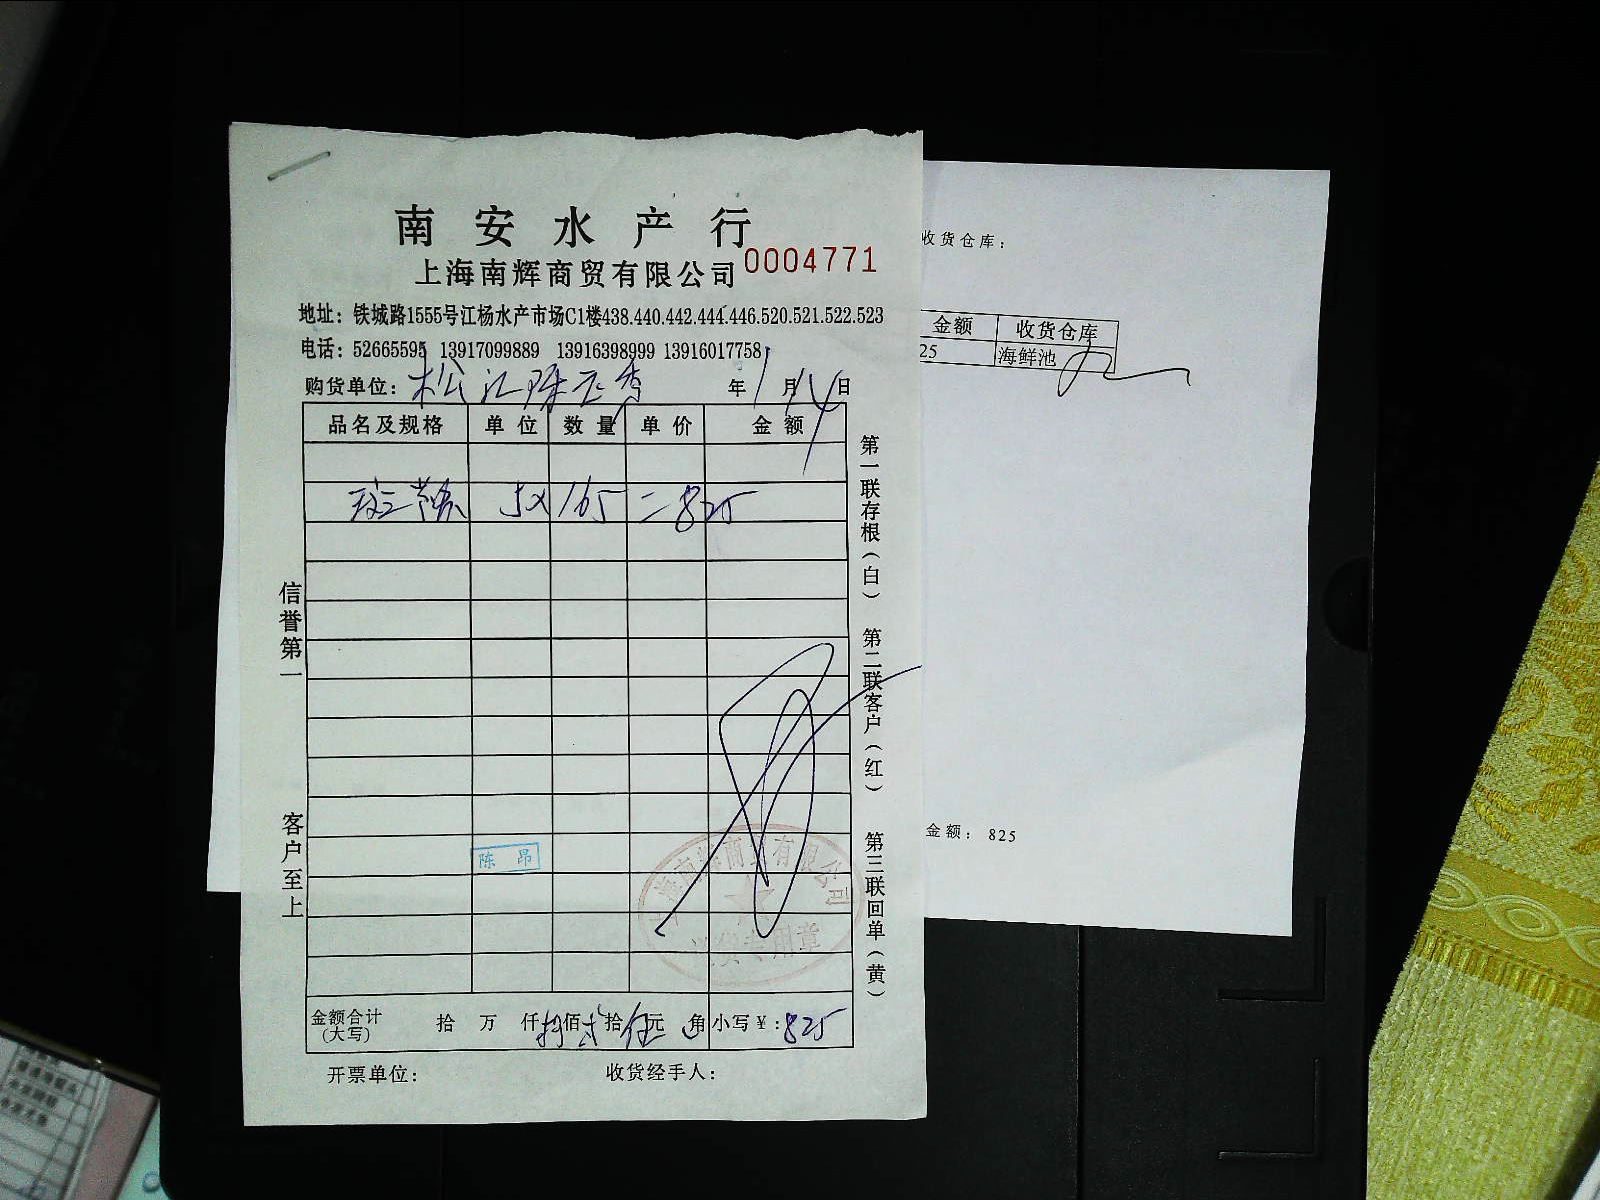 南安水产行
上海南辉商贸有限公司 0004771
地址：铁城路1555号江杨水产市场C1楼438.440.442.444.446.520.521.522.523
电话：52665595 13917099889 13916398999 13916017758
购货单位：松江陈 年1月14日
品名及规格 单位 数量 单价 金额
斑节 5x 165 = 825
陈昂
金额合计 拾 万 仟 捌佰 贰拾 伍元 角 小写￥：825
(大写)
开票单位： 收货经手人：
信誉第一
客户至上
第一联存根(白) 第二联客户(红) 第三联回单(黄)
收货仓库：
金额 收货仓库
25 海鲜池
金额：825